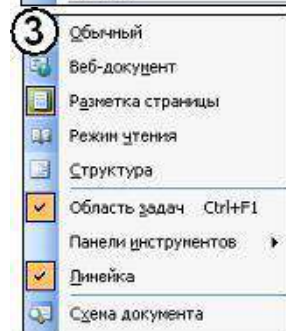 3
Обычный
Веб-документ
Разметка страницы
Режим чтения
Структура
Область задач Ctrl+F1
Панели инструментов
Линейка
Схема документа